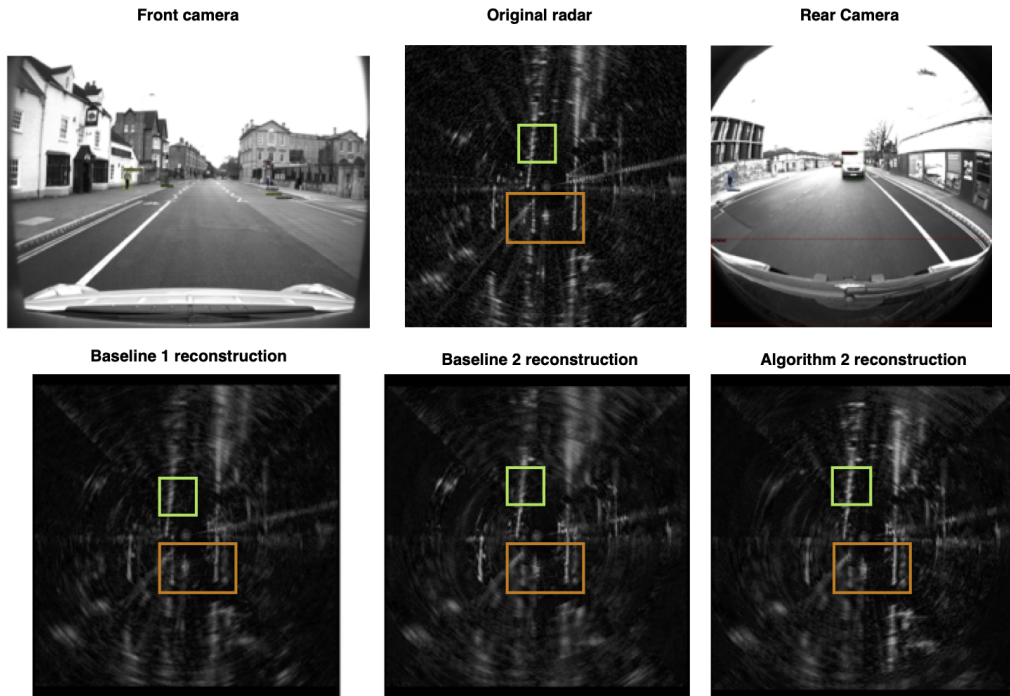 Front camera
Original radar
Rear Camera
Baseline 1 reconstruction
Baseline 2 reconstruction
Algorithm 2 reconstruction